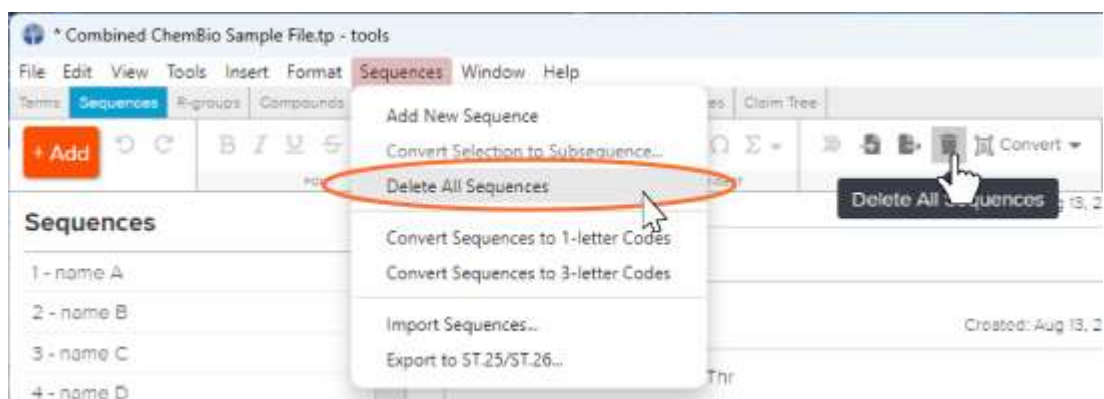 * Combined ChemBio Sample File.tp - tools
File Edit View Tools Insert Format Sequences Window Help
Terms Sequences R-groups Compounds Claim Tree
+ Add B I U S Ω Σ Convert
Delete All Sequences
Add New Sequence
Convert Selection to Subsequence...
Delete All Sequences
Convert Sequences to 1-letter Codes
Convert Sequences to 3-letter Codes
Import Sequences...
Export to ST.25/ST.26...
Sequences
1 - name A
2 - name B
3 - name C
4 - name D
13, 2
Created: Aug 13, 2
Thr